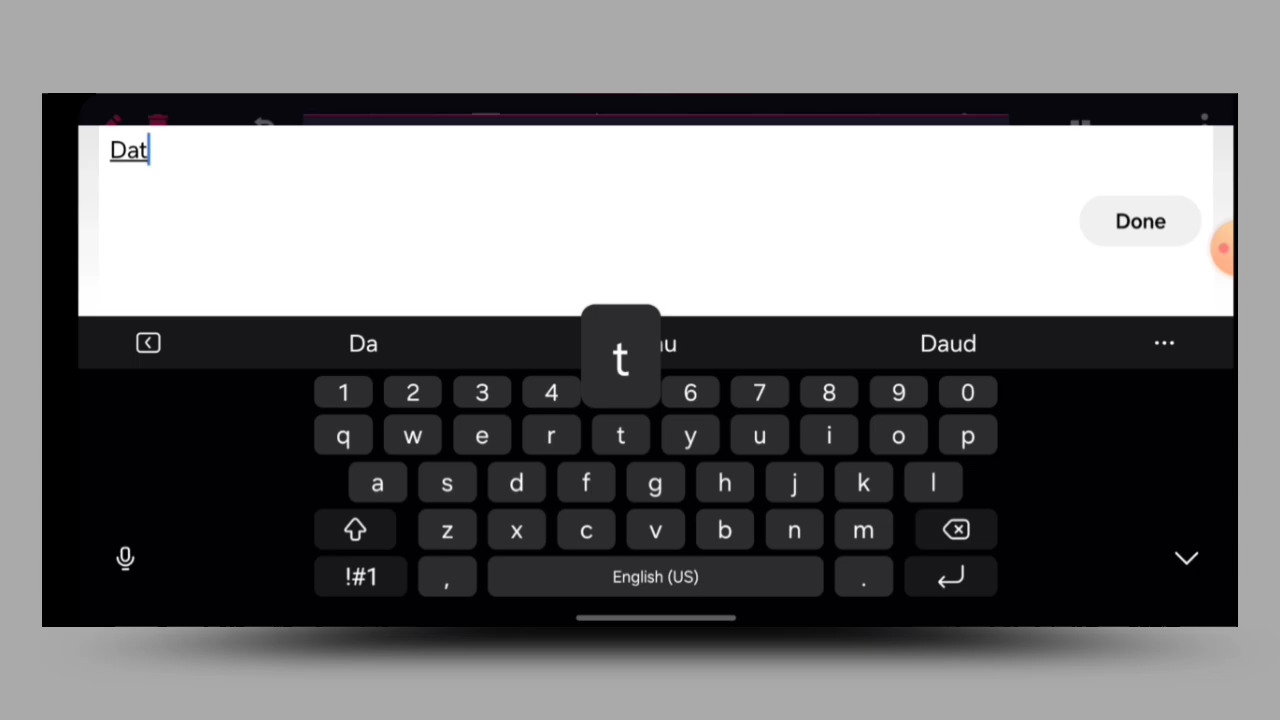 Dat
Done
Da
Daud
t
1 2 3 4 6 7 8 9 0
q w e r t y u i o p
a s d f g h j k l
z x c v b n m
!#1 , English (US) .